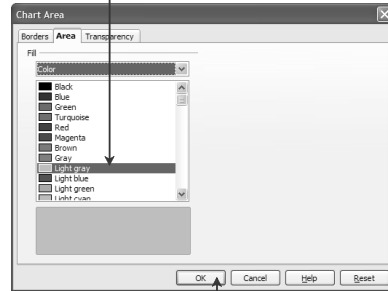 Chart Area
Borders Area Transparency
Fill
Color
Black
Blue
Green
Turquoise
Red
Magenta
Brown
Gray
Light gray
Light blue
Light green
Light cyan
OK Cancel Help Reset